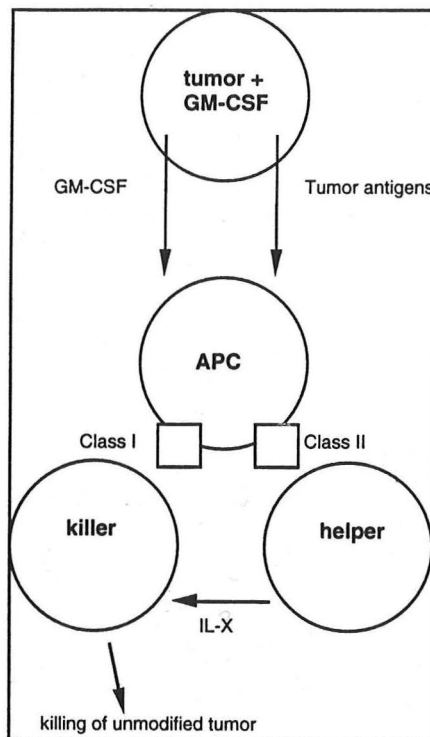 tumor +
GM-CSF
GM-CSF
Tumor antigens
APC
Class I
Class II
killer
helper
IL-X
killing of unmodified tumor